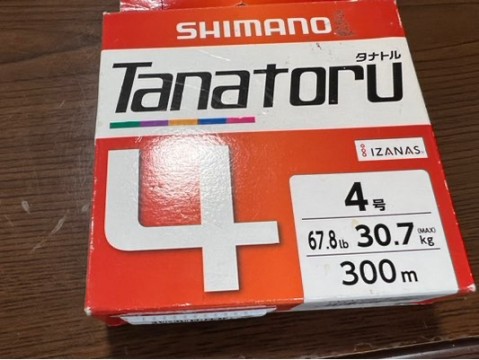 SHIMANO
Tanatoru
タナトル
4
IZANAS
4号
67.8lb 30.7(MAX)kg
300m